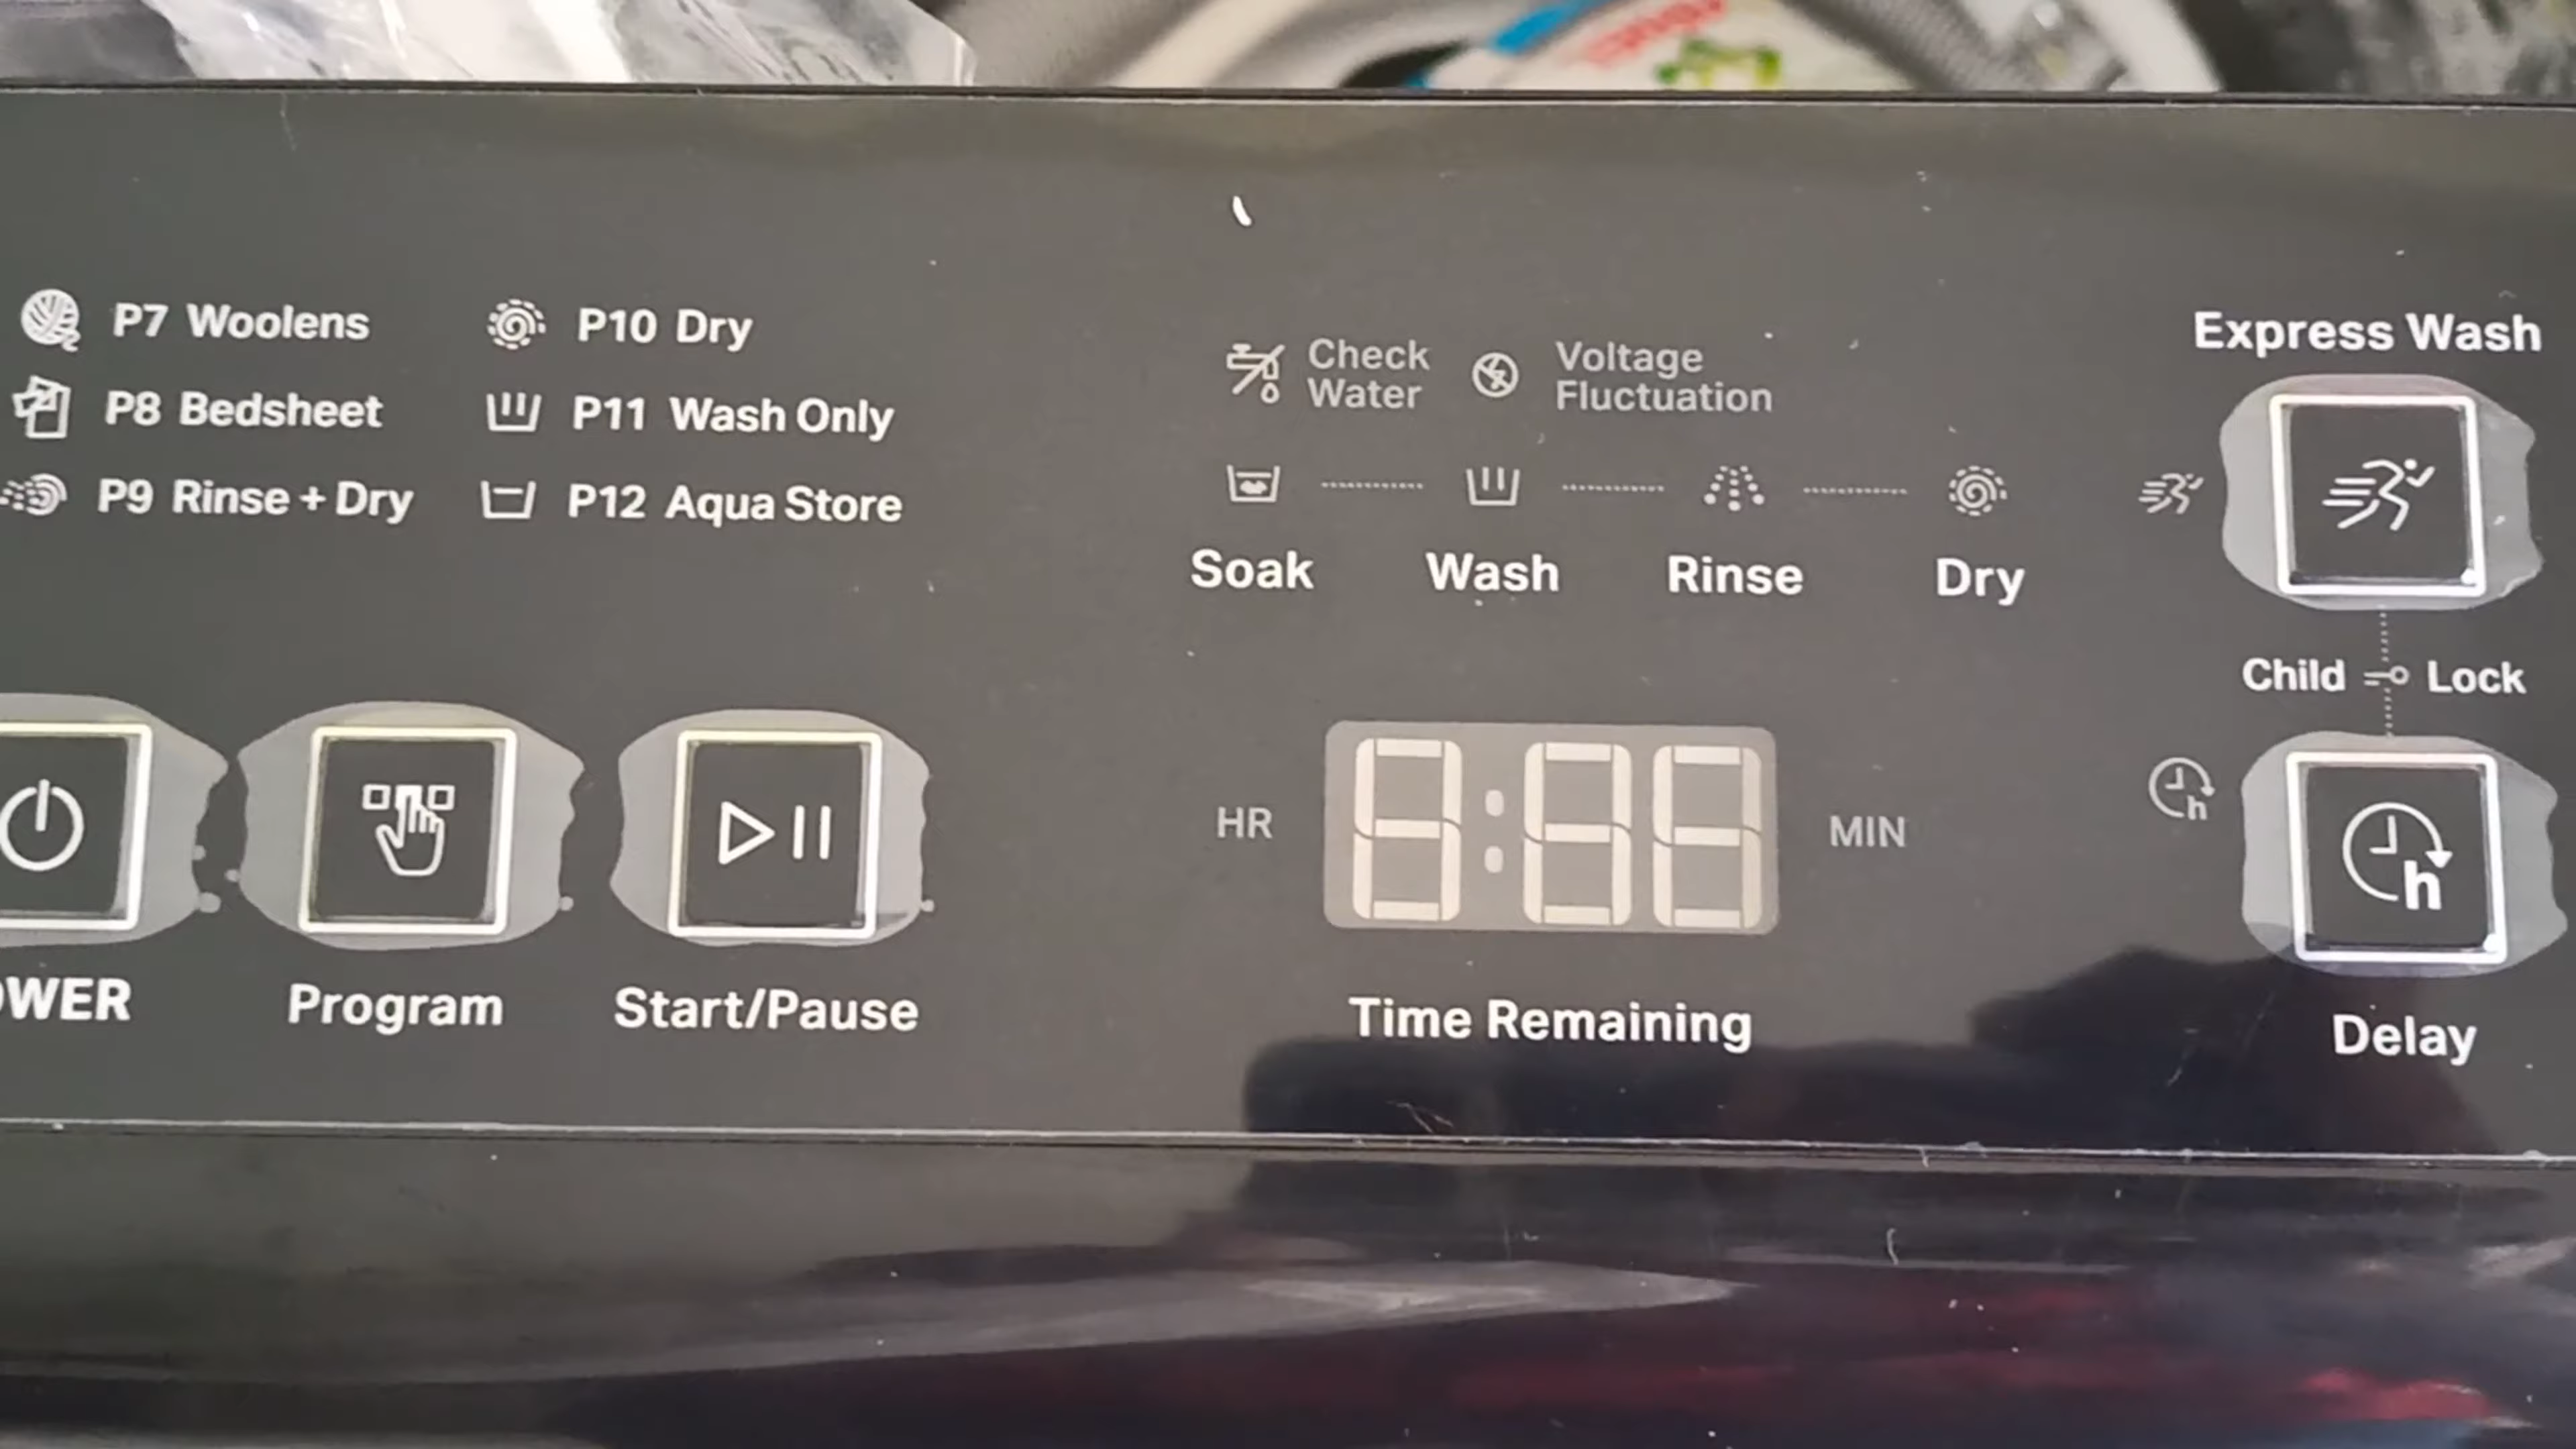 P7 Woolens
P8 Bedsheet
P9 Rinse + Dry
P10 Dry
P11 Wash Only
P12 Aqua Store
Check
Water
Voltage
Fluctuation
Soak
Wash
Rinse
Dry
Express Wash
Child Lock
HR
MIN
h
h
OWER
Program
Start/Pause
Time Remaining
Delay